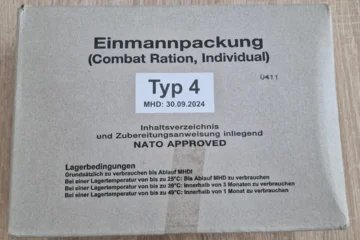 Einmannpackung
(Combat Ration, Individual)
Typ 4
MHD: 30.09.2024
0411
Inhaltsverzeichnis
und Zubereitungsanweisung inliegend
NATO APPROVED
Lagerbedingungen
Grundsätzlich zu verbrauchen bis Ablauf MHD!
Bei einer Lagertemperatur von bis zu 25°C: Bis Ablauf MHD zu verbrauchen
Bei einer Lagertemperatur von bis zu 30°C: Innerhalb von 3 Monaten zu verbrauchen
Bei einer Lagertemperatur von bis zu 40°C: Innerhalb von 1 Monat zu verbrauchen